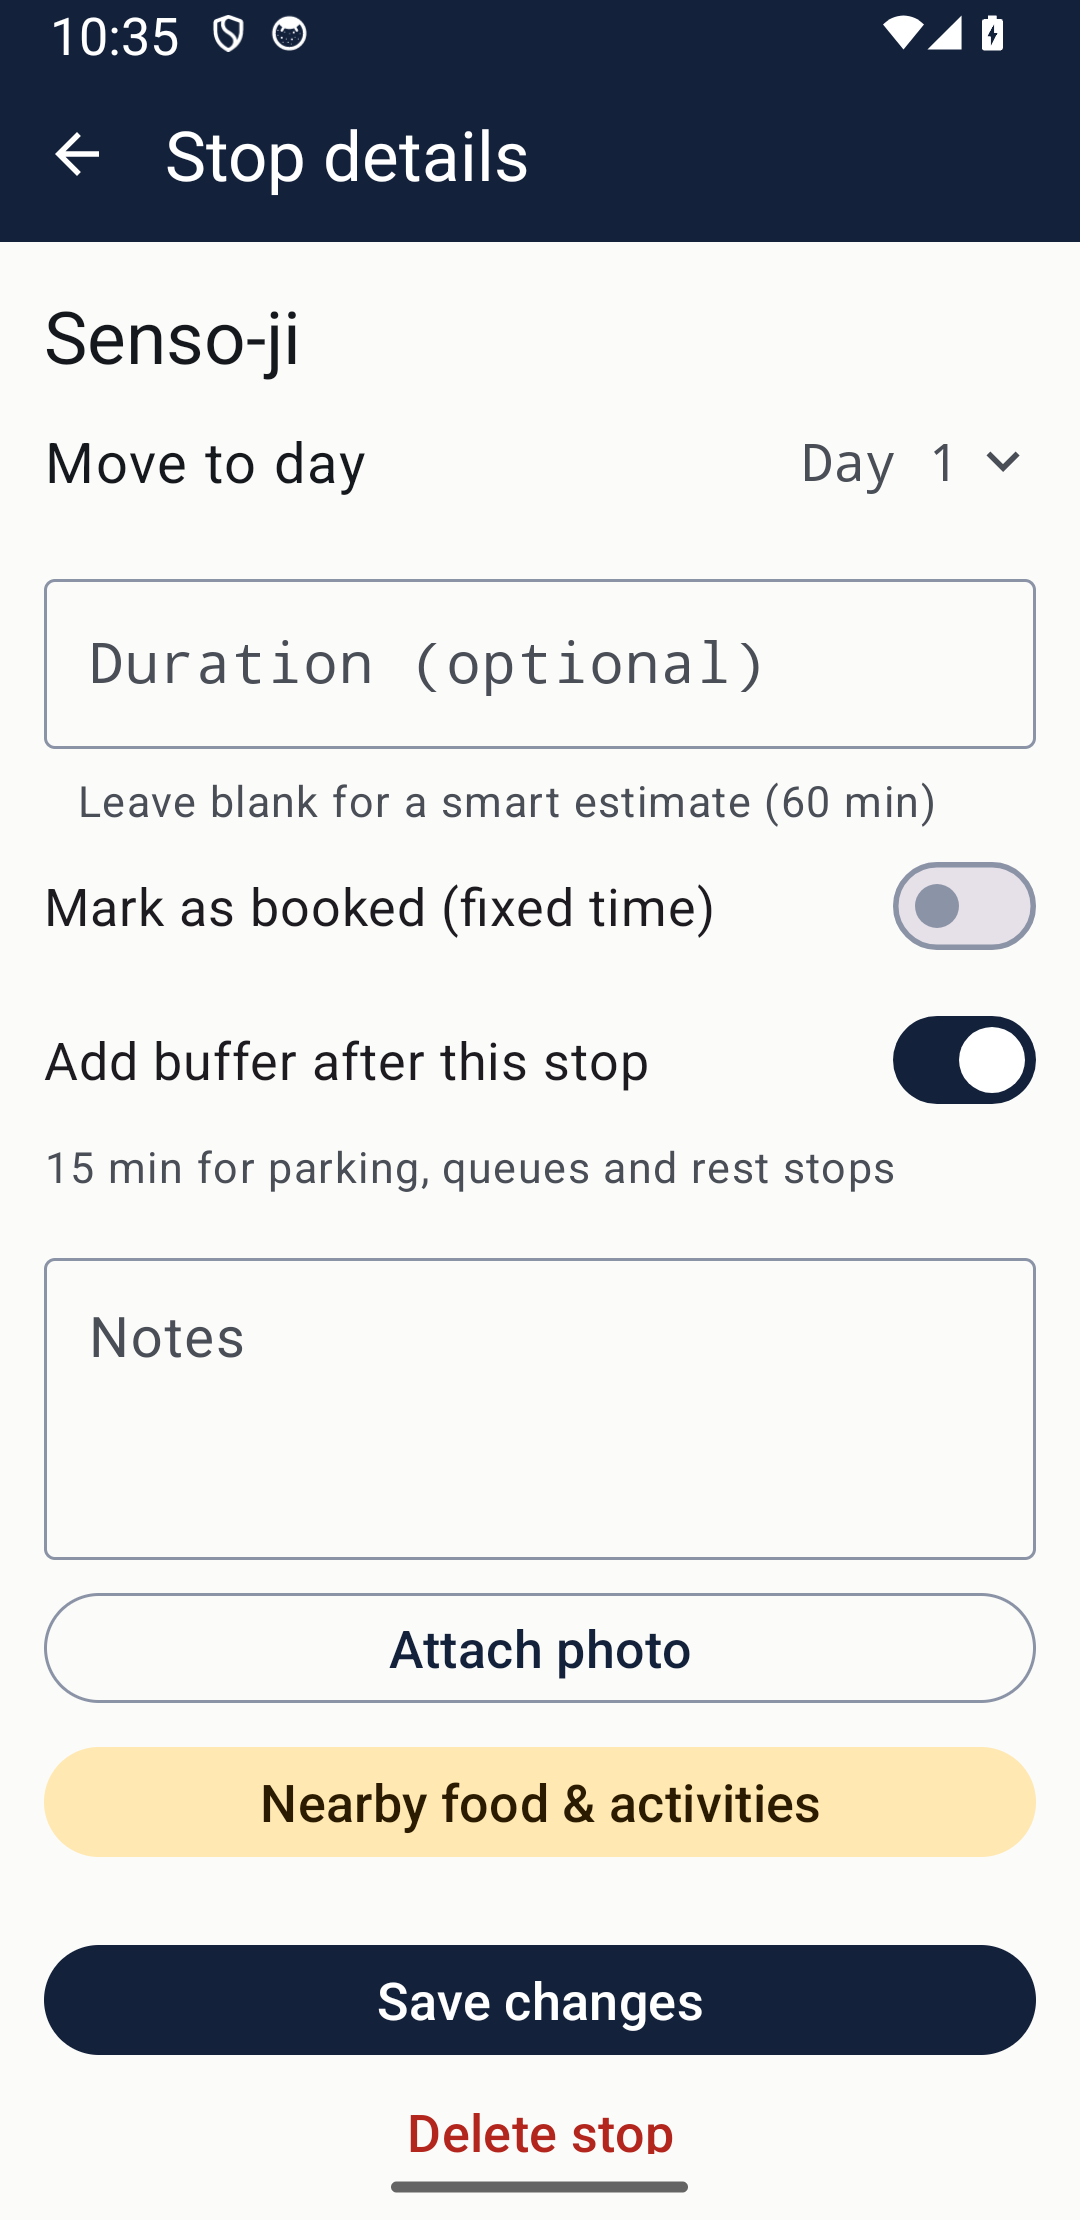 10:35
Stop details
Senso-ji
Move to day
Day 1
Duration (optional)
Leave blank for a smart estimate (60 min)
Mark as booked (fixed time)
Add buffer after this stop
15 min for parking, queues and rest stops
Notes
Attach photo
Nearby food & activities
Save changes
Delete stop